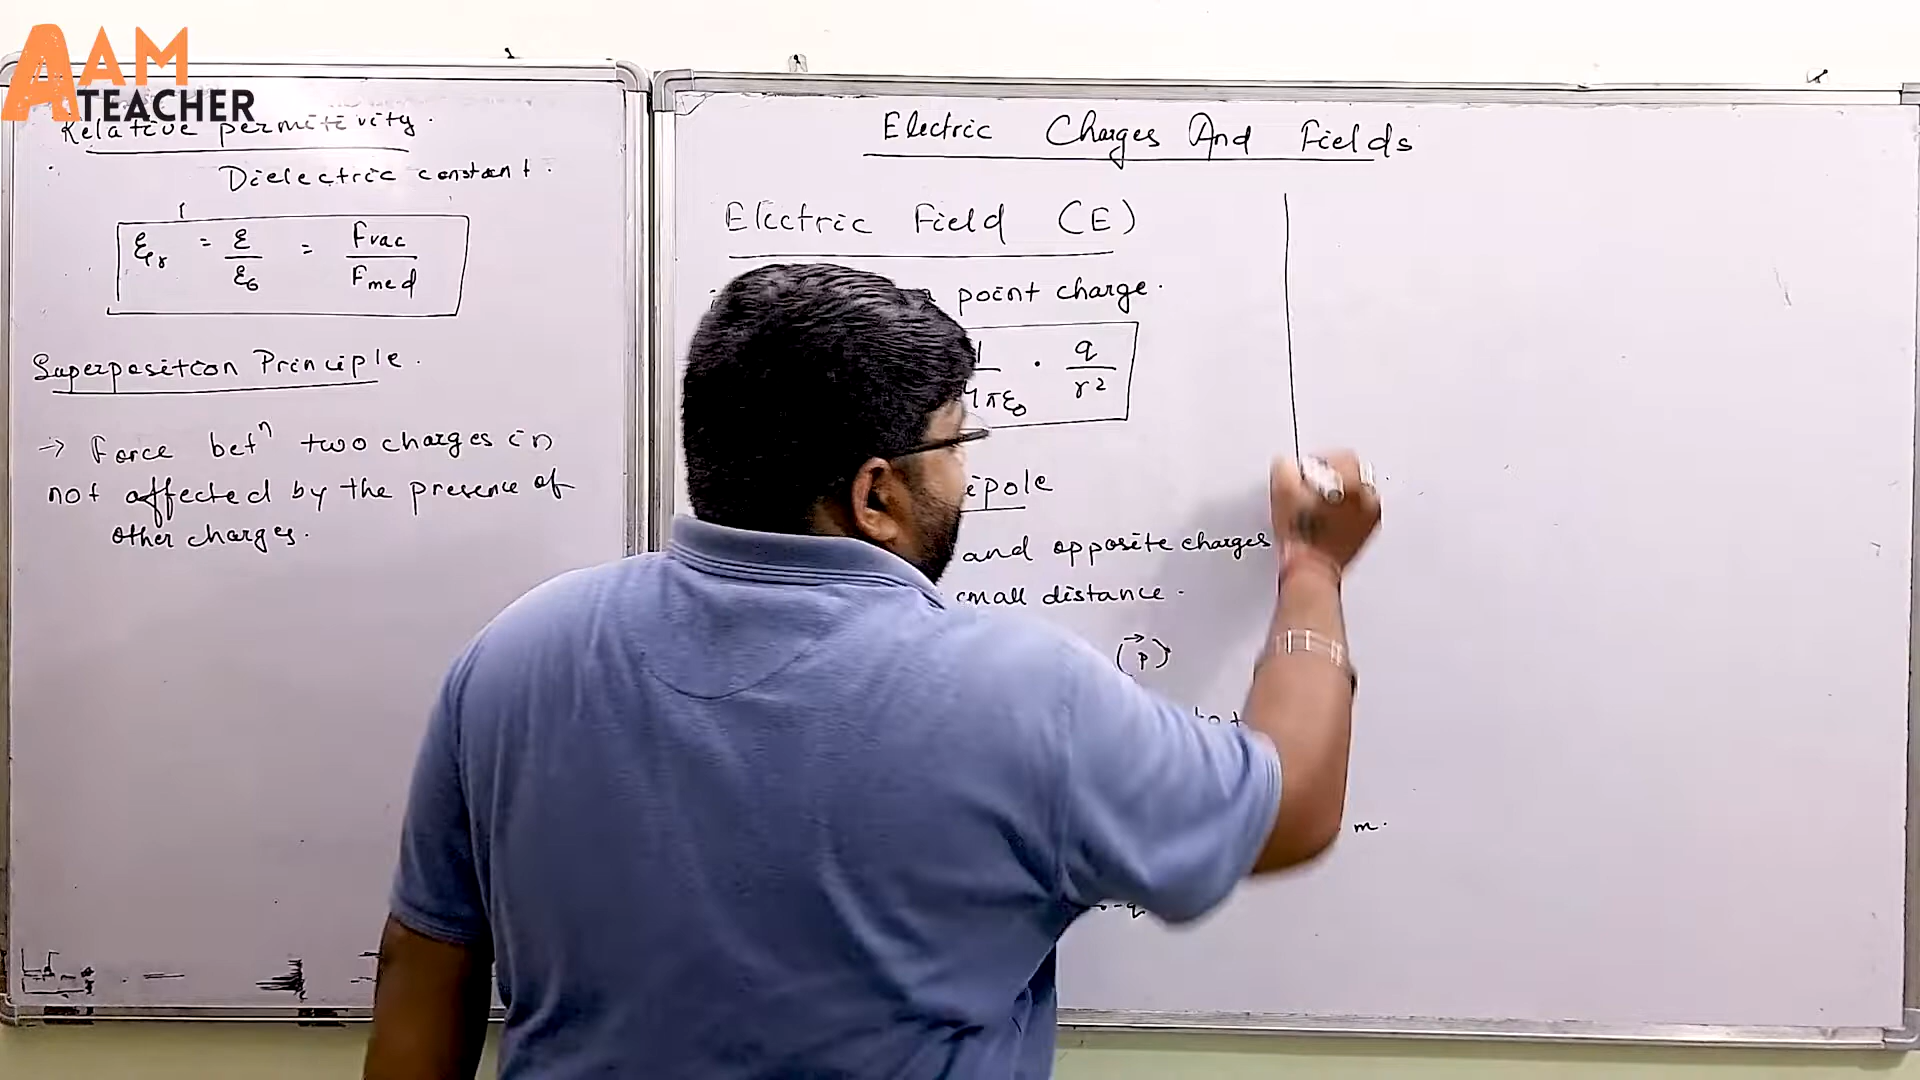 AAM
TEACHER
Relative permitivity.
Dielectric constant.
εr = ε/ε0 = Fvac/Fmed
Superposition Principle.
→ Force betⁿ two charges in
not affected by the presence of
other charges.
Electric Charges And Fields
Electric Field (E)
point charge.
1/4πε0 · q/r²
ipole
and opposite charges
small distance.
(p⃗)
m.
-q